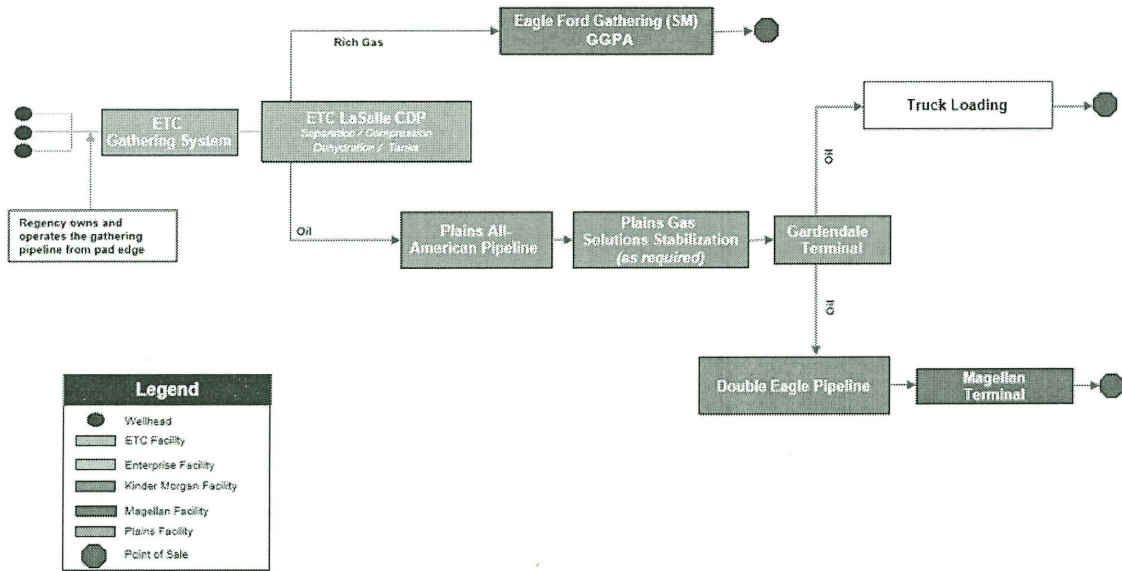 Eagle Ford Gathering (SM)
GGPA
Rich Gas
Truck Loading
ETC
Gathering System
ETC LaSalle CDP
Separation / Compression
Dehydration / Tanks
Oil
Regency owns and
operates the gathering
pipeline from pad edge
Oil
Plains All-
American Pipeline
Plains Gas
Solutions Stabilization
(as required)
Gardendale
Terminal
Oil
Double Eagle Pipeline
Magellan
Terminal
Legend
Wellhead
ETC Facility
Enterprise Facility
Kinder Morgan Facility
Magellan Facility
Plains Facility
Point of Sale